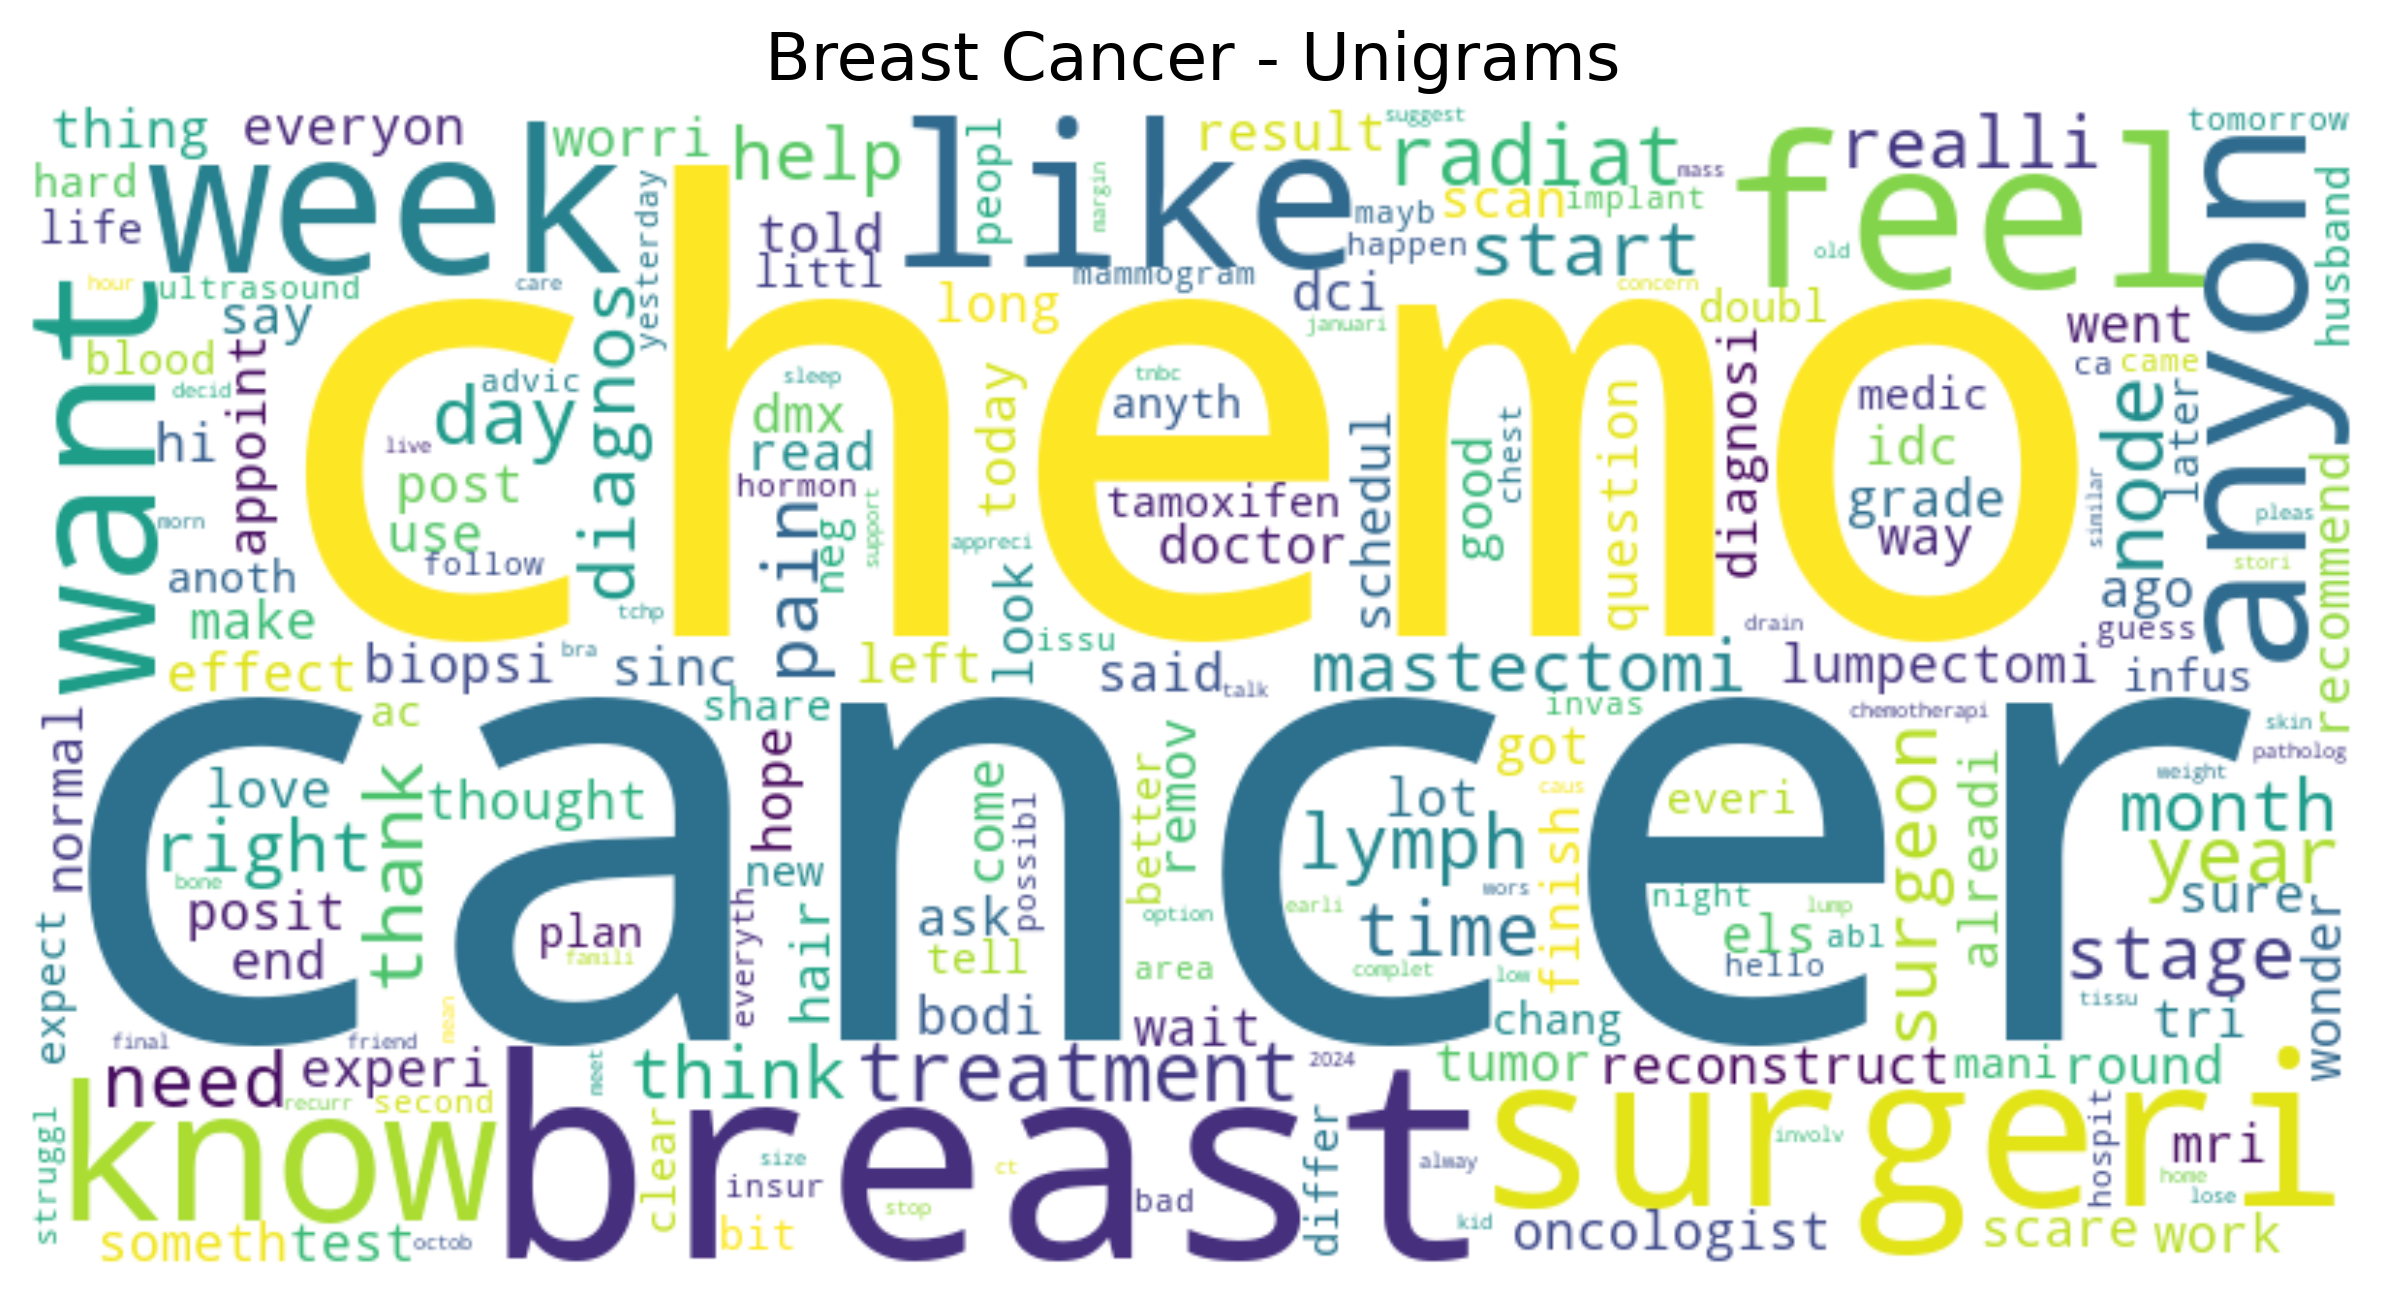 Breast Cancer - Unigrams
thing
everyon
worri
help
like
peopl
margin
result
suggest
radiat
mass
feel
realli
tomorrow
hard
week
life
yesterday
told
littl
mammogram
mayb
scan
implant
happen
start
old
anyon
husband
hour
ultrasound
care
say
want
blood
decid
appoint
hi
morn
chemo
long
dci
januari
concern
doubl
went
ca
came
diagnos
advic
day
live
post
use
follow
sleep
dmx
read
hormon
neg
support
pain
today
appreci
look
tnbc
anyth
tamoxifen
doctor
schedul
good
chest
question
diagnosi
medic
idc
grade
way
node
later
similar
recommend
pleas
stori
anoth
make
effect
biopsi
bra
tchp
sinc
left
issu
said
talk
mastectomi
drain
lumpectomi
ago
guess
infus
normal
ac
share
invas
chemotherapi
skin
patholog
cancer
love
right
bone
posit
end
thank
thought
plan
famili
hope
new
everyth
hair
come
possibl
ask
tell
bodi
better
remov
option
area
wait
got
lot
lymph
wors
earli
time
complet
low
caus
finish
everi
night
lump
els
abl
hello
surgeon
alreadi
weight
month
year
sure
stage
wonder
tissu
tri
expect
final
friend
mean
chang
need
experi
recurr
second
meet
think
treatment
2024
tumor
reconstruct
mani
round
struggl
know
breast
surgeri
clear
size
insur
bit
ct
stop
bad
differ
alway
kid
involv
hospit
mri
home
lose
someth
test
octob
oncologist
scare
work